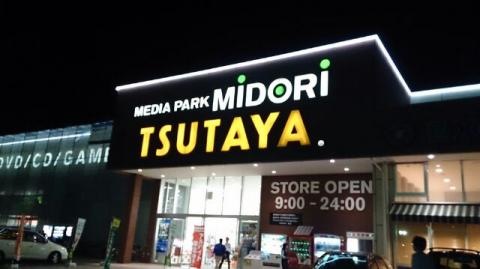 MEDIA PARK MiDORi
TSUTAYA
DVD/CD/GAME
STORE OPEN
9:00 - 24:00